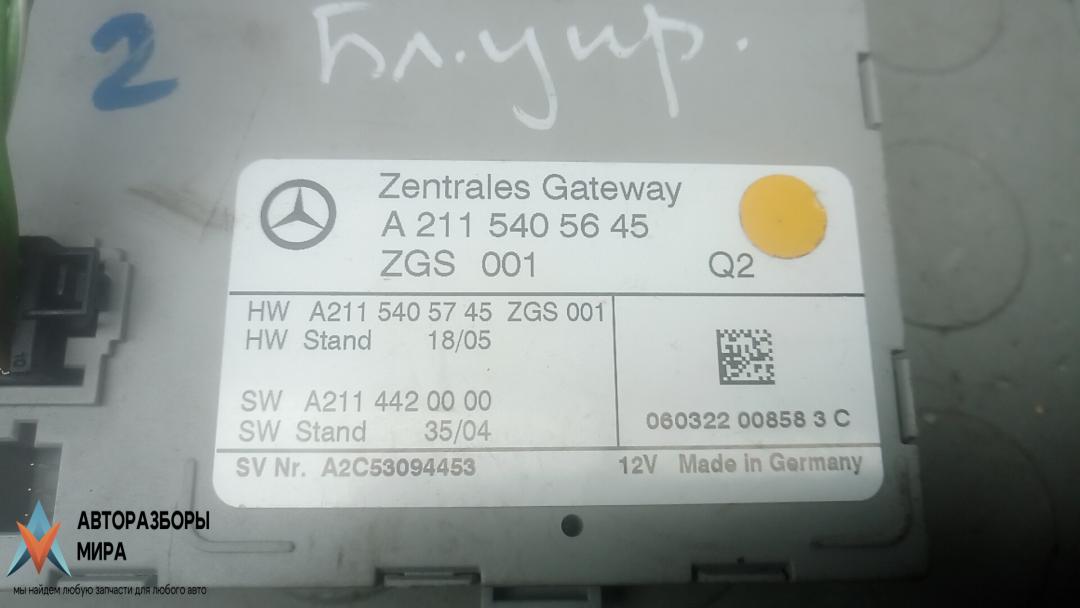 2
Бл.упр.
Zentrales Gateway
A 211 540 56 45
ZGS 001
Q2
HW A211 540 57 45 ZGS 001
HW Stand 18/05
SW A211 442 00 00
SW Stand 35/04
060322 00858 3 C
SV Nr. A2C53094453
12V Made in Germany
АВТОРАЗБОРЫ
МИРА
мы найдем любую запчасти для любого авто